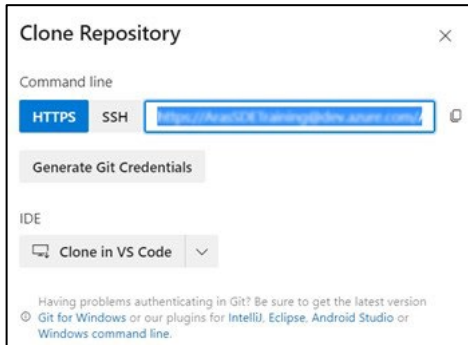 Clone Repository
Command line
HTTPS SSH https://ArasSDETraining@dev.azure.com/
Generate Git Credentials
IDE
Clone in VS Code
Having problems authenticating in Git? Be sure to get the latest version
Git for Windows or our plugins for IntelliJ, Eclipse, Android Studio or
Windows command line.